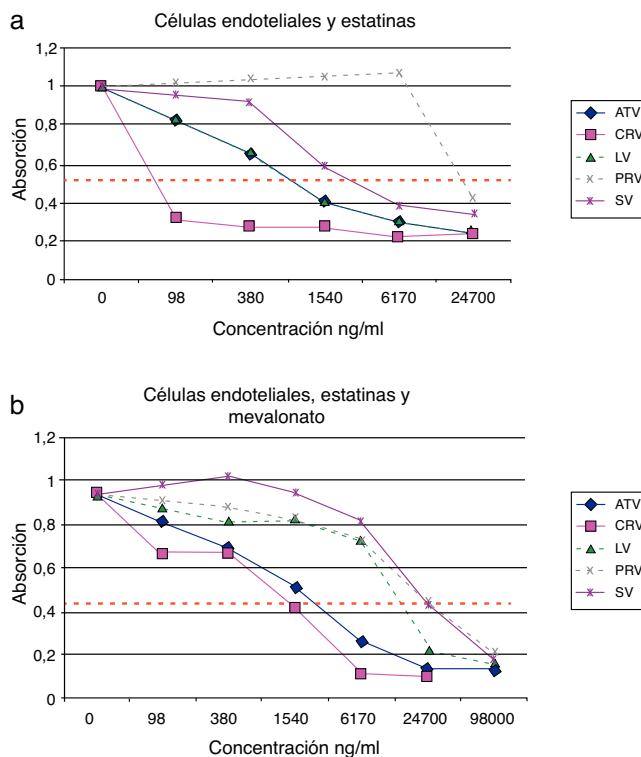 a
Células endoteliales y estatinas
1,2
1
0,8
0,6
0,4
0,2
0
Absorción
0 98 380 1540 6170 24700
Concentración ng/ml
ATV
CRV
LV
PRV
SV
b
Células endoteliales, estatinas y
mevalonato
1,2
1
0,8
0,6
0,4
0,2
0
Absorción
0 98 380 1540 6170 24700 98000
Concentración ng/ml
ATV
CRV
LV
PRV
SV